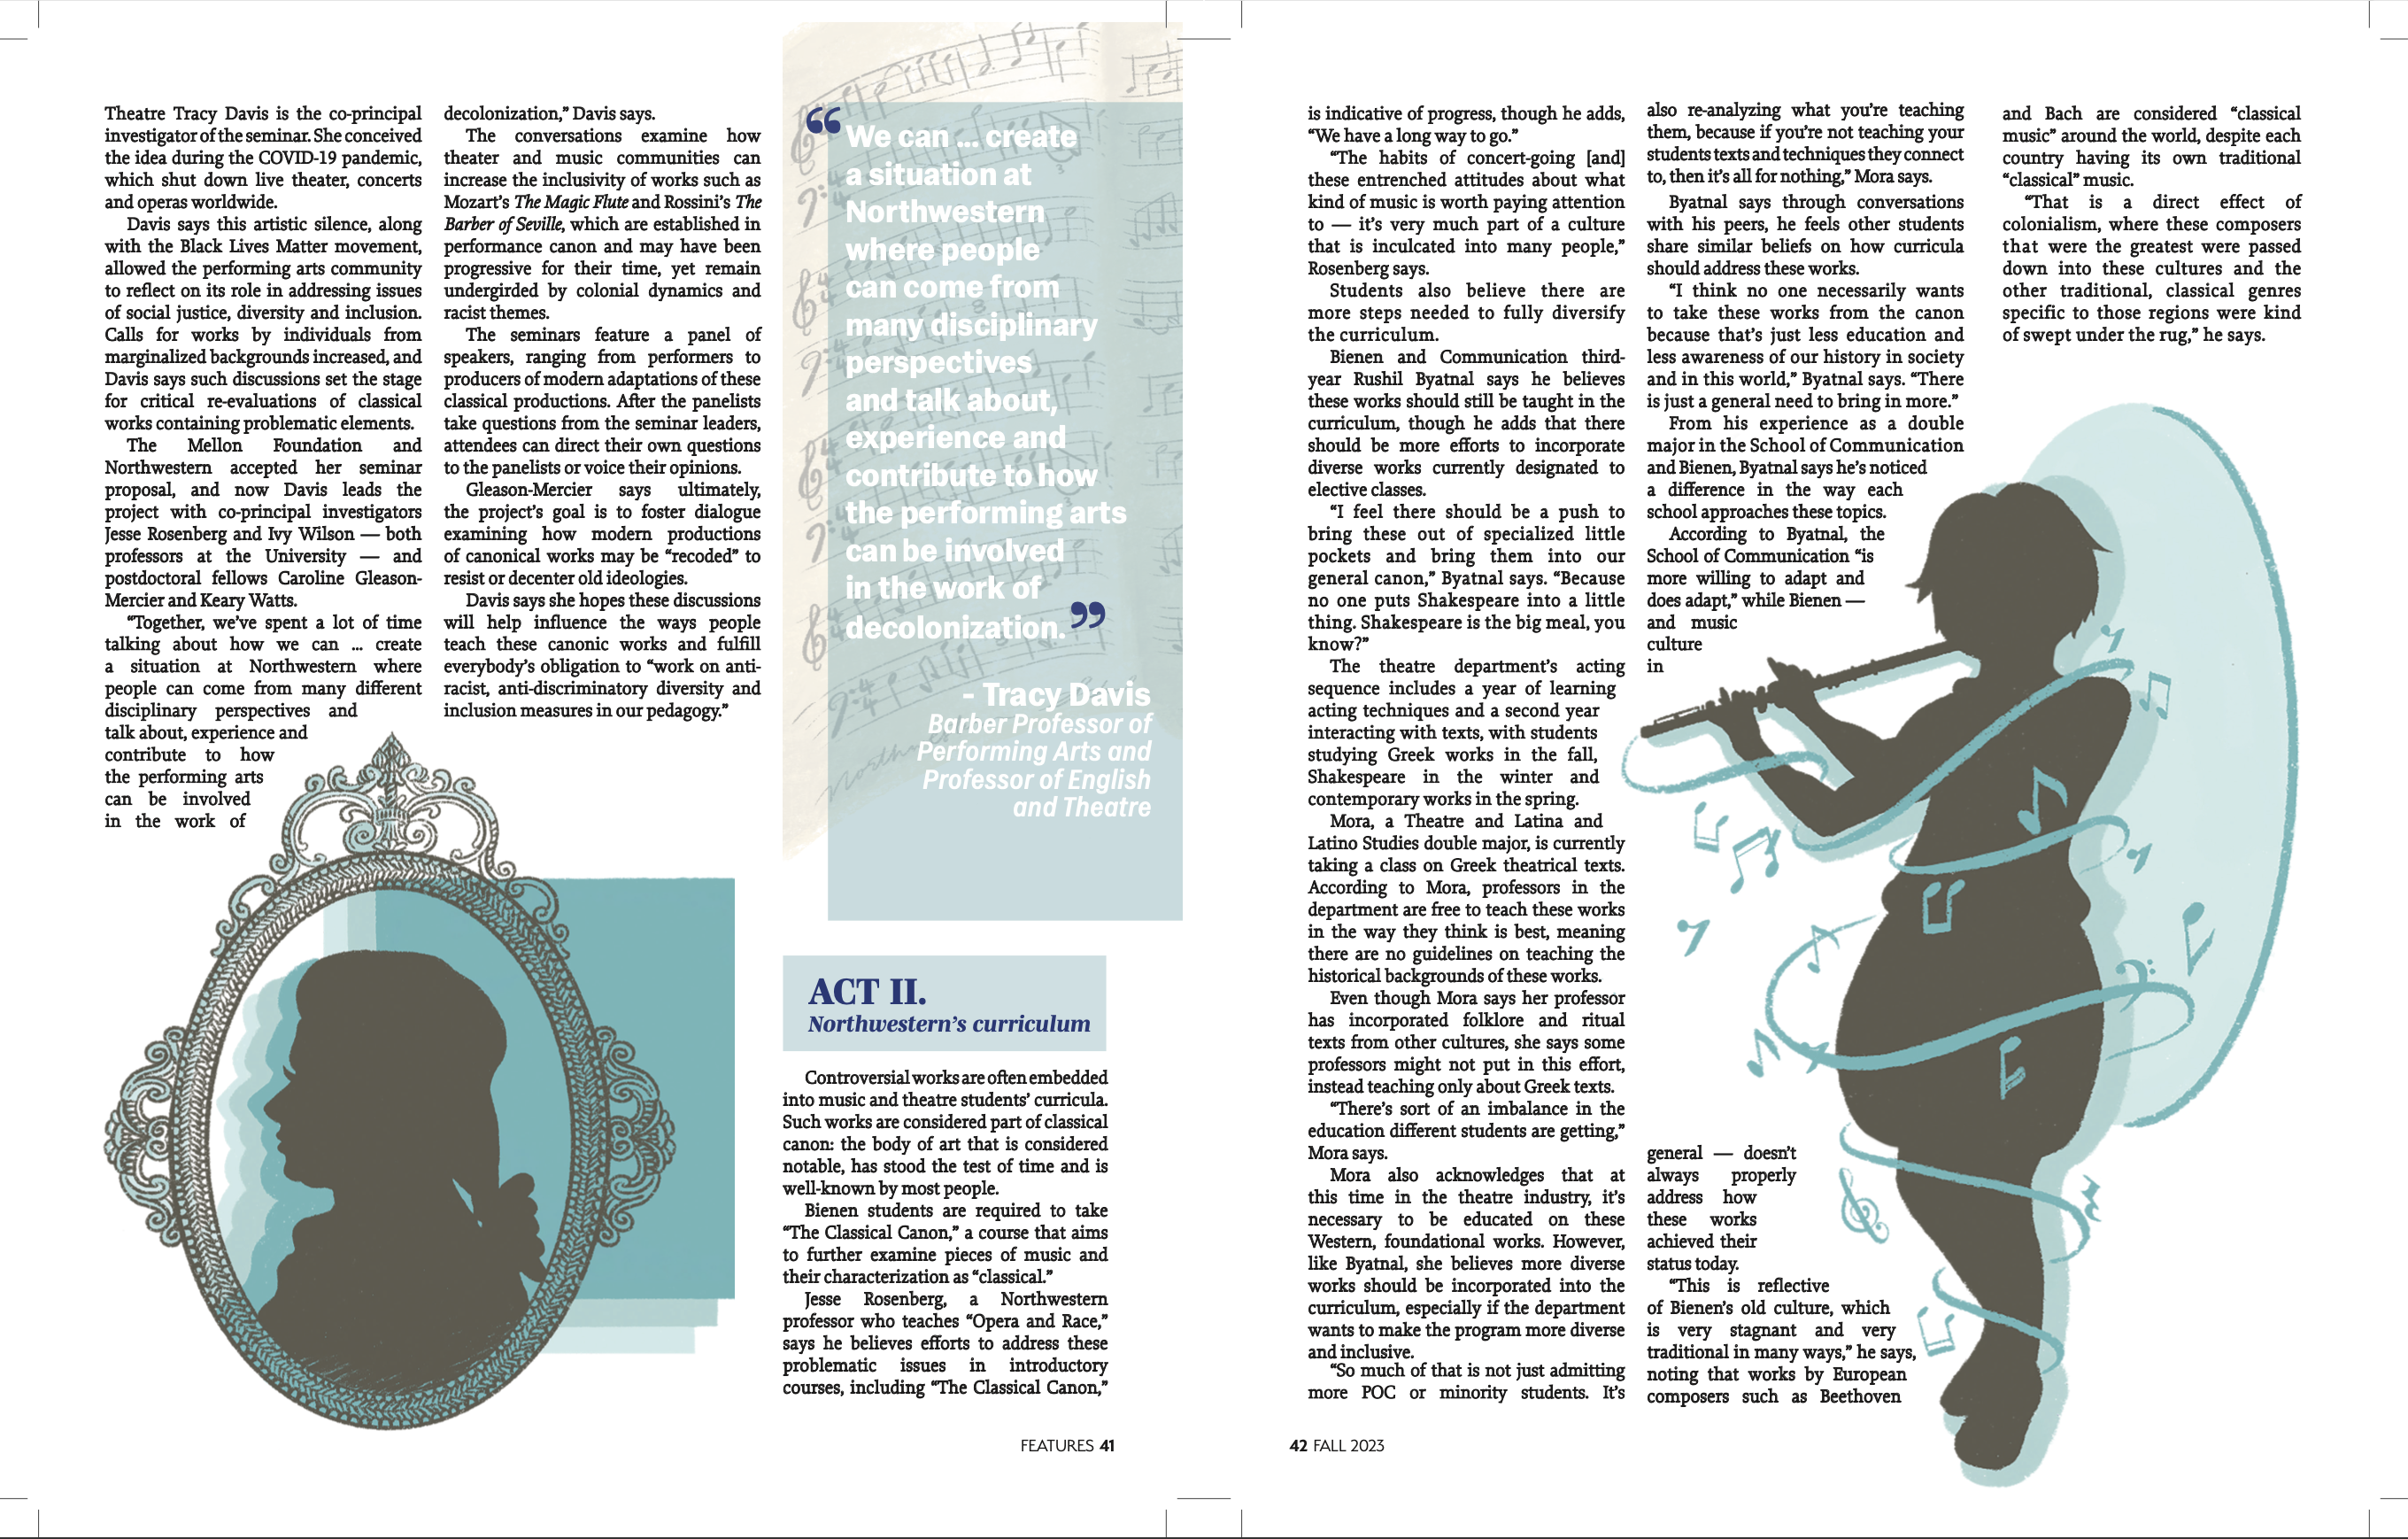 Theatre Tracy Davis is the co-principal
investigator of the seminar. She conceived
the idea during the COVID-19 pandemic,
which shut down live theater, concerts
and operas worldwide.
Davis says this artistic silence, along
with the Black Lives Matter movement,
allowed the performing arts community
to reflect on its role in addressing issues
of social justice, diversity and inclusion.
Calls for works by individuals from
marginalized backgrounds increased, and
Davis says such discussions set the stage
for critical re-evaluations of classical
works containing problematic elements.
The Mellon Foundation and
Northwestern accepted her seminar
proposal, and now Davis leads the
project with co-principal investigators
Jesse Rosenberg and Ivy Wilson — both
professors at the University — and
postdoctoral fellows Caroline Gleason-
Mercier and Keary Watts.
“Together, we’ve spent a lot of time
talking about how we can ... create
a situation at Northwestern where
people can come from many different
disciplinary perspectives and
talk about, experience and
contribute to how
the performing arts
can be involved
in the work of
decolonization,” Davis says.
The conversations examine how
theater and music communities can
increase the inclusivity of works such as
Mozart’s The Magic Flute and Rossini’s The
Barber of Seville, which are established in
performance canon and may have been
progressive for their time, yet remain
undergirded by colonial dynamics and
racist themes.
The seminars feature a panel of
speakers, ranging from performers to
producers of modern adaptations of these
classical productions. After the panelists
take questions from the seminar leaders,
attendees can direct their own questions
to the panelists or voice their opinions.
Gleason-Mercier says ultimately,
the project’s goal is to foster dialogue
examining how modern productions
of canonical works may be “recoded” to
resist or decenter old ideologies.
Davis says she hopes these discussions
will help influence the ways people
teach these canonic works and fulfill
everybody’s obligation to “work on anti-
racist, anti-discriminatory diversity and
inclusion measures in our pedagogy.”
“We can ... create
a situation at
Northwestern
where people
can come from
many disciplinary
perspectives
and talk about,
experience and
contribute to how
the performing arts
can be involved
in the work of
decolonization.”
- Tracy Davis
Barber Professor of
Performing Arts and
Professor of English
and Theatre
ACT II.
Northwestern’s curriculum
Controversial works are often embedded
into music and theatre students’ curricula.
Such works are considered part of classical
canon: the body of art that is considered
notable, has stood the test of time and is
well-known by most people.
Bienen students are required to take
“The Classical Canon,” a course that aims
to further examine pieces of music and
their characterization as “classical.”
Jesse Rosenberg, a Northwestern
professor who teaches “Opera and Race,”
says he believes efforts to address these
problematic issues in introductory
courses, including “The Classical Canon,”
FEATURES 41
is indicative of progress, though he adds,
“We have a long way to go.”
“The habits of concert-going [and]
these entrenched attitudes about what
kind of music is worth paying attention
to — it’s very much part of a culture
that is inculcated into many people,”
Rosenberg says.
Students also believe there are
more steps needed to fully diversify
the curriculum.
Bienen and Communication third-
year Rushil Byatnal says he believes
these works should still be taught in the
curriculum, though he adds that there
should be more efforts to incorporate
diverse works currently designated to
elective classes.
“I feel there should be a push to
bring these out of specialized little
pockets and bring them into our
general canon,” Byatnal says. “Because
no one puts Shakespeare into a little
thing. Shakespeare is the big meal, you
know?”
The theatre department’s acting
sequence includes a year of learning
acting techniques and a second year
interacting with texts, with students
studying Greek works in the fall,
Shakespeare in the winter and
contemporary works in the spring.
Mora, a Theatre and Latina and
Latino Studies double major, is currently
taking a class on Greek theatrical texts.
According to Mora, professors in the
department are free to teach these works
in the way they think is best, meaning
there are no guidelines on teaching the
historical backgrounds of these works.
Even though Mora says her professor
has incorporated folklore and ritual
texts from other cultures, she says some
professors might not put in this effort,
instead teaching only about Greek texts.
“There’s sort of an imbalance in the
education different students are getting,”
Mora says.
Mora also acknowledges that at
this time in the theatre industry, it’s
necessary to be educated on these
Western, foundational works. However,
like Byatnal, she believes more diverse
works should be incorporated into the
curriculum, especially if the department
wants to make the program more diverse
and inclusive.
“So much of that is not just admitting
more POC or minority students. It’s
also re-analyzing what you’re teaching
them, because if you’re not teaching your
students texts and techniques they connect
to, then it’s all for nothing,” Mora says.
Byatnal says through conversations
with his peers, he feels other students
share similar beliefs on how curricula
should address these works.
“I think no one necessarily wants
to take these works from the canon
because that’s just less education and
less awareness of our history in society
and in this world,” Byatnal says. “There
is just a general need to bring in more.”
From his experience as a double
major in the School of Communication
and Bienen, Byatnal says he’s noticed
a difference in the way each
school approaches these topics.
According to Byatnal, the
School of Communication “is
more willing to adapt and
does adapt,” while Bienen —
and music
culture
in
general — doesn’t
always properly
address how
these works
achieved their
status today.
“This is reflective
of Bienen’s old culture, which
is very stagnant and very
traditional in many ways,” he says,
noting that works by European
composers such as Beethoven
and Bach are considered “classical
music” around the world, despite each
country having its own traditional
“classical” music.
“That is a direct effect of
colonialism, where these composers
that were the greatest were passed
down into these cultures and the
other traditional, classical genres
specific to those regions were kind
of swept under the rug,” he says.
42 FALL 2023